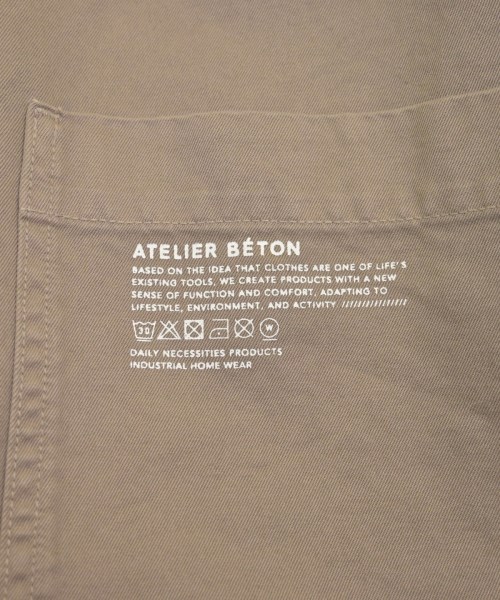 ATELIER BÉTON
BASED ON THE IDEA THAT CLOTHES ARE ONE OF LIFE'S
EXISTING TOOLS, WE CREATE PRODUCTS WITH A NEW
SENSE OF FUNCTION AND COMFORT, ADAPTING TO
LIFESTYLE, ENVIRONMENT, AND ACTIVITY ////////////////
30 W
DAILY NECESSITIES PRODUCTS
INDUSTRIAL HOME WEAR